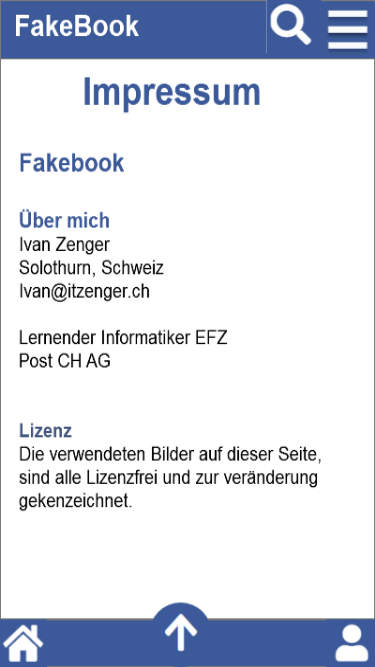 FakeBook
Impressum
Fakebook
Über mich
Ivan Zenger
Solothurn, Schweiz
Ivan@itzenger.ch
Lernender Informatiker EFZ
Post CH AG
Lizenz
Die verwendeten Bilder auf dieser Seite,
sind alle Lizenzfrei und zur veränderung
gekenzeichnet.